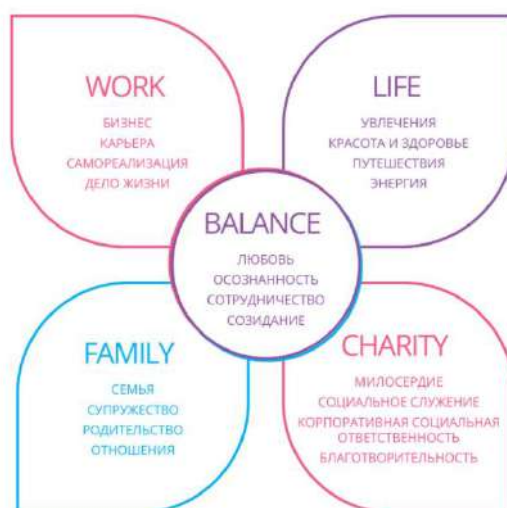 WORK
БИЗНЕС
КАРЬЕРА
САМОРЕАЛИЗАЦИЯ
ДЕЛО ЖИЗНИ
LIFE
УВЛЕЧЕНИЯ
КРАСОТА И ЗДОРОВЬЕ
ПУТЕШЕСТВИЯ
ЭНЕРГИЯ
BALANCE
ЛЮБОВЬ
ОСОЗНАННОСТЬ
СОТРУДНИЧЕСТВО
СОЗИДАНИЕ
FAMILY
СЕМЬЯ
СУПРУЖЕСТВО
РОДИТЕЛЬСТВО
ОТНОШЕНИЯ
CHARITY
МИЛОСЕРДИЕ
СОЦИАЛЬНОЕ СЛУЖЕНИЕ
КОРПОРАТИВНАЯ СОЦИАЛЬНАЯ
ОТВЕТСТВЕННОСТЬ
БЛАГОТВОРИТЕЛЬНОСТЬ